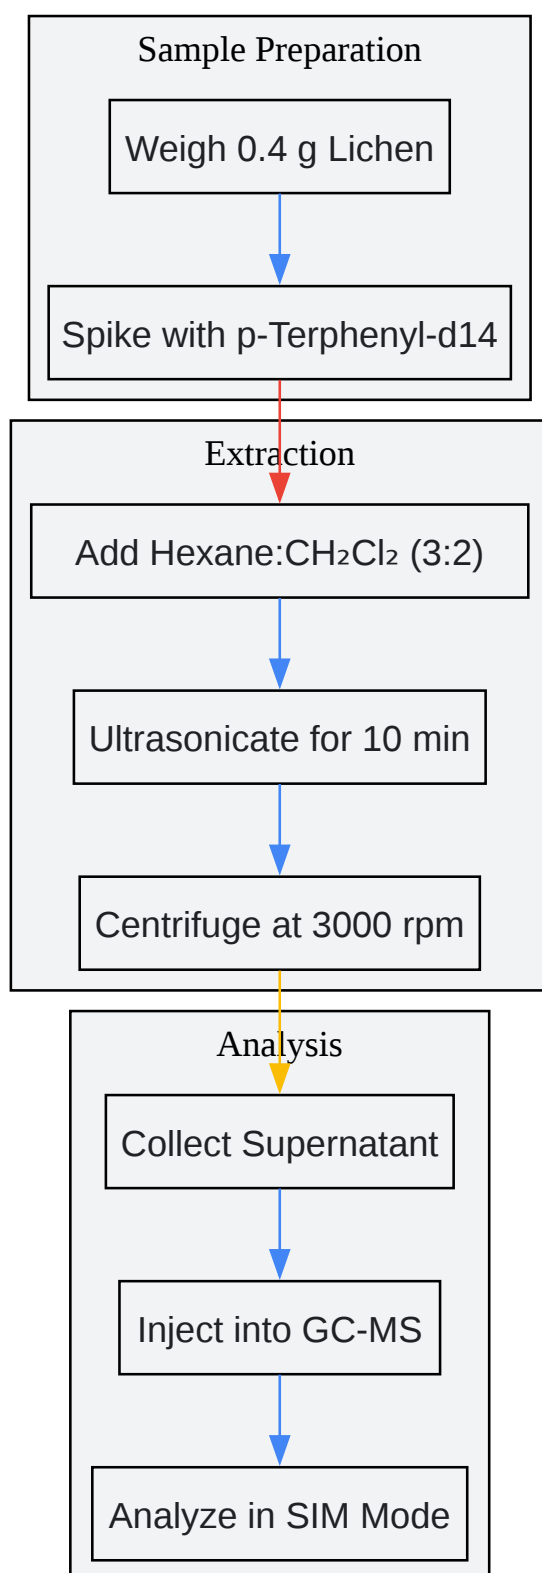 Sample Preparation
Weigh 0.4 g Lichen
Spike with p-Terphenyl-d14
Extraction
Add Hexane:CH₂Cl₂ (3:2)
Ultrasonicate for 10 min
Centrifuge at 3000 rpm
Analysis
Collect Supernatant
Inject into GC-MS
Analyze in SIM Mode